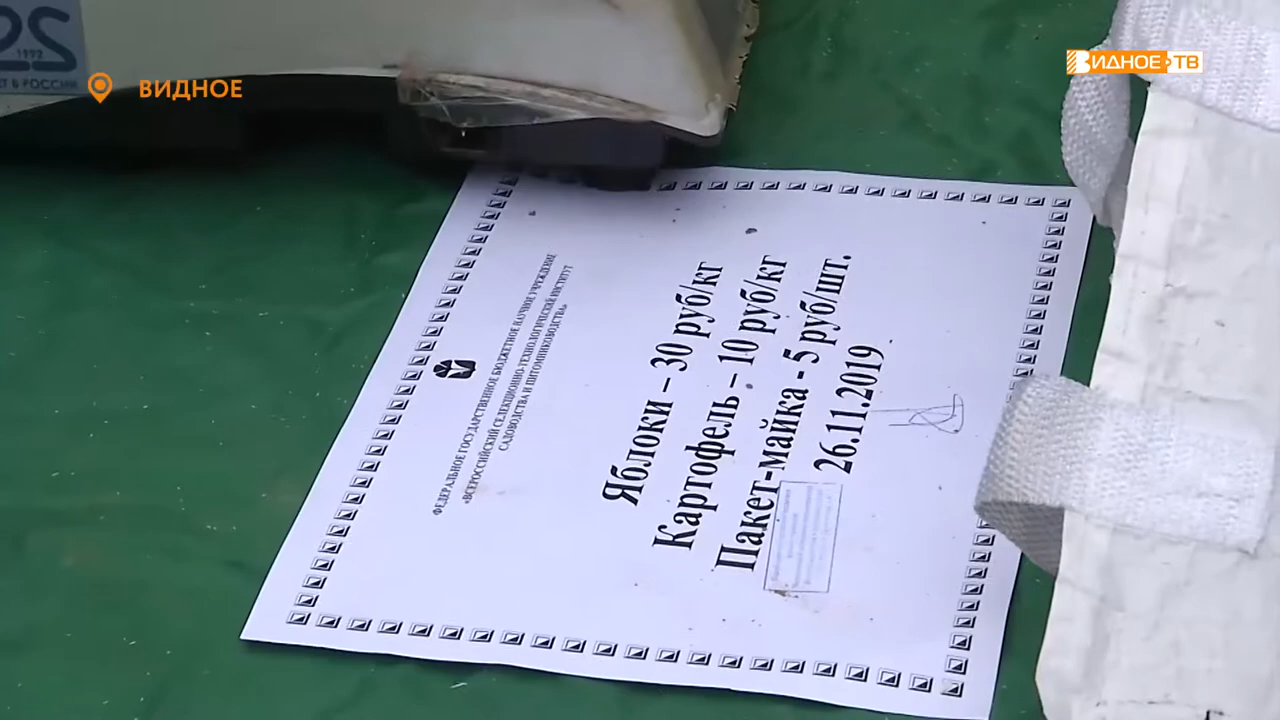 1992
ВИДНОЕ
ВИДНОЕ ТВ
ФЕДЕРАЛЬНОЕ ГОСУДАРСТВЕННОЕ БЮДЖЕТНОЕ НАУЧНОЕ УЧРЕЖДЕНИЕ
«ВСЕРОССИЙСКИЙ СЕЛЕКЦИОННО-ТЕХНОЛОГИЧЕСКИЙ ИНСТИТУТ
САДОВОДСТВА И ПИТОМНИКОВОДСТВА»
Яблоки – 30 руб/кг
Картофель – 10 руб/кг
Пакет-майка - 5 руб/шт.
26.11.2019